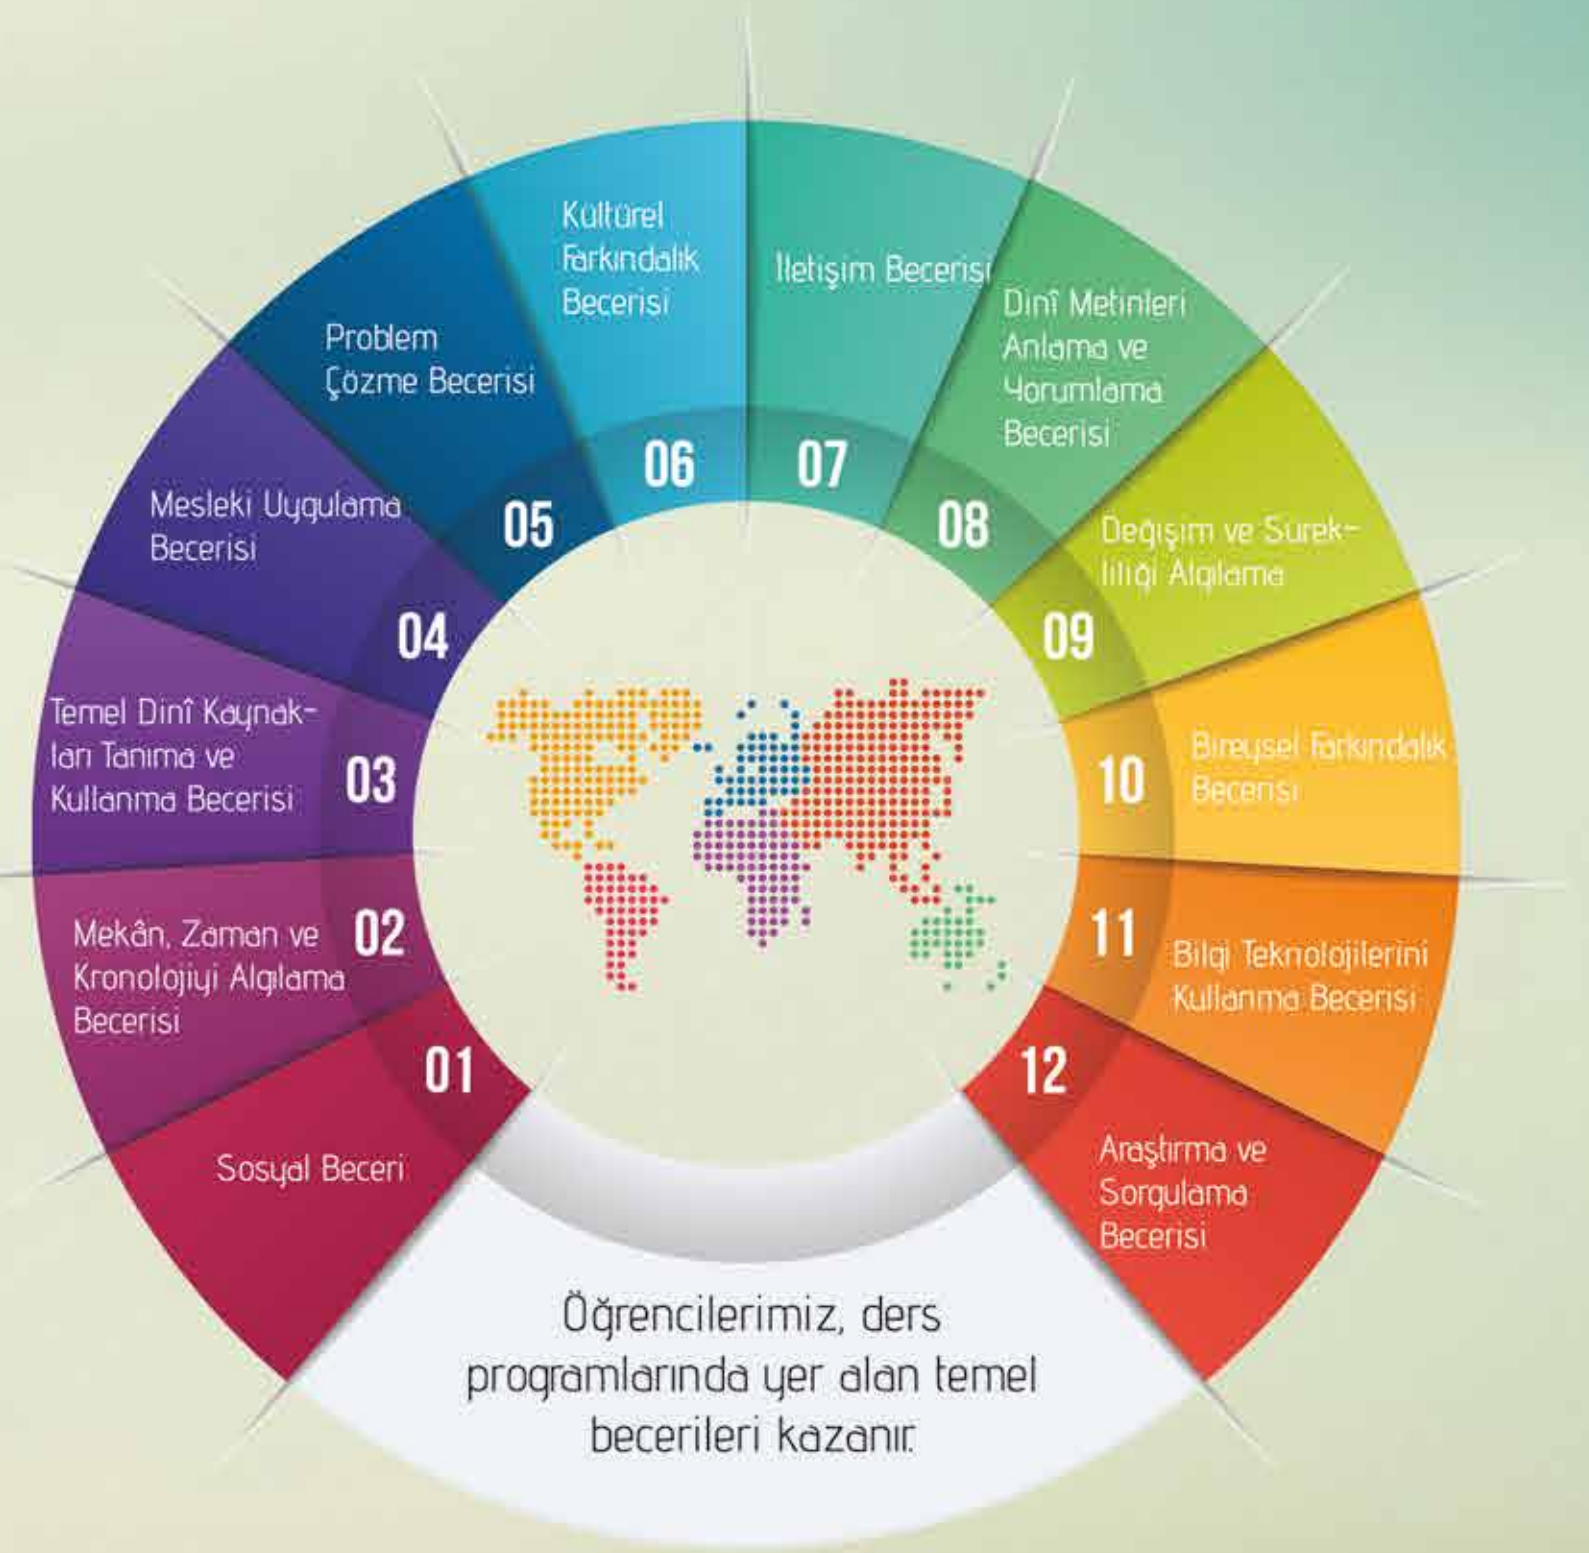 01
Sosyal Beceri
02
Mekân, Zaman ve
Kronolojiyi Algılama
Becerisi
03
Temel Dinî Kaynak-
ları Tanıma ve
Kullanma Becerisi
04
Mesleki Uygulama
Becerisi
05
Problem
Çözme Becerisi
06
Kültürel
Farkındalık
Becerisi
07
İletişim Becerisi
08
Dinî Metinleri
Anlama ve
Yorumlama
Becerisi
09
Değişim ve Sürek-
liliği Algılama
10
Bireysel Farkındalık
Becerisi
11
Bilgi Teknolojilerini
Kullanma Becerisi
12
Araştırma ve
Sorgulama
Becerisi
Öğrencilerimiz, ders
programlarında yer alan temel
becerileri kazanır.